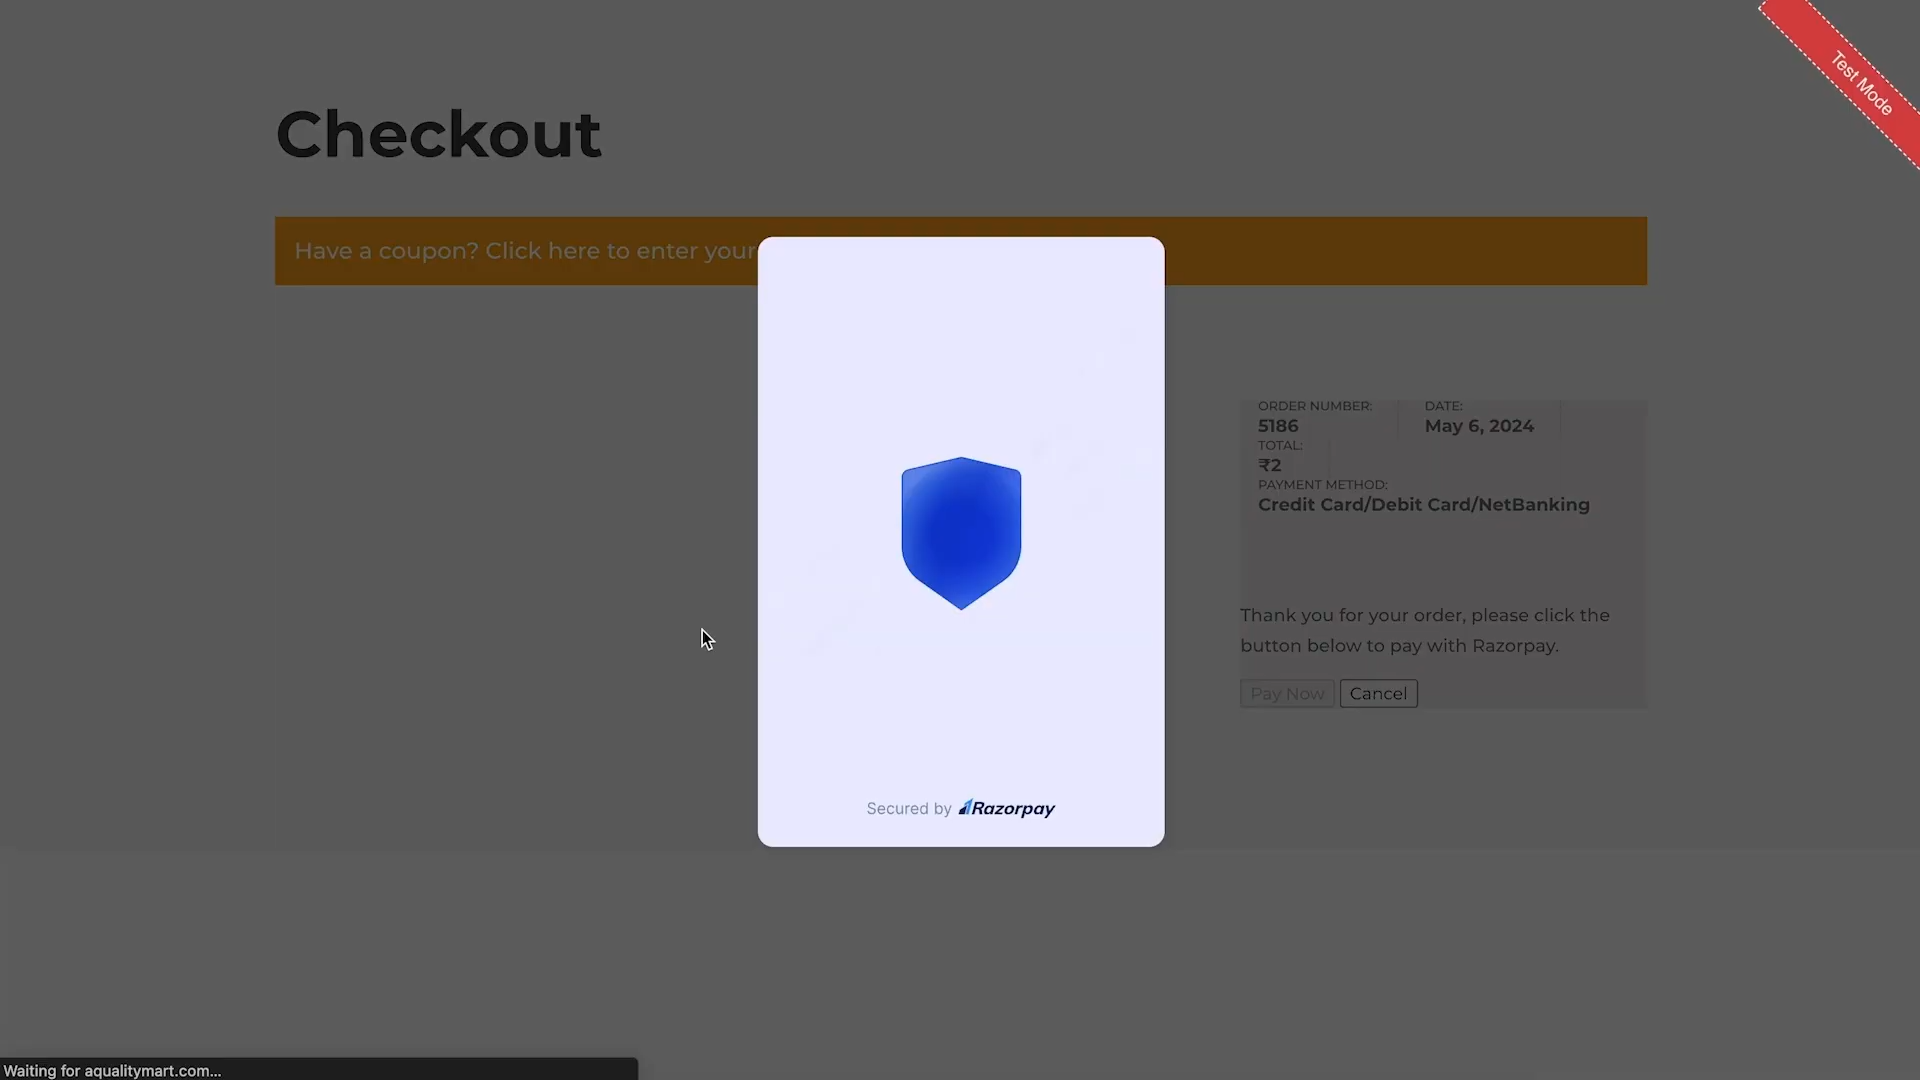 Test Mode
Checkout
Have a coupon? Click here to enter your
ORDER NUMBER:
5186
DATE:
May 6, 2024
TOTAL:
₹2
PAYMENT METHOD:
Credit Card/Debit Card/NetBanking
Thank you for your order, please click the
button below to pay with Razorpay.
Pay Now
Cancel
Secured by Razorpay
Waiting for aqualitymart.com...